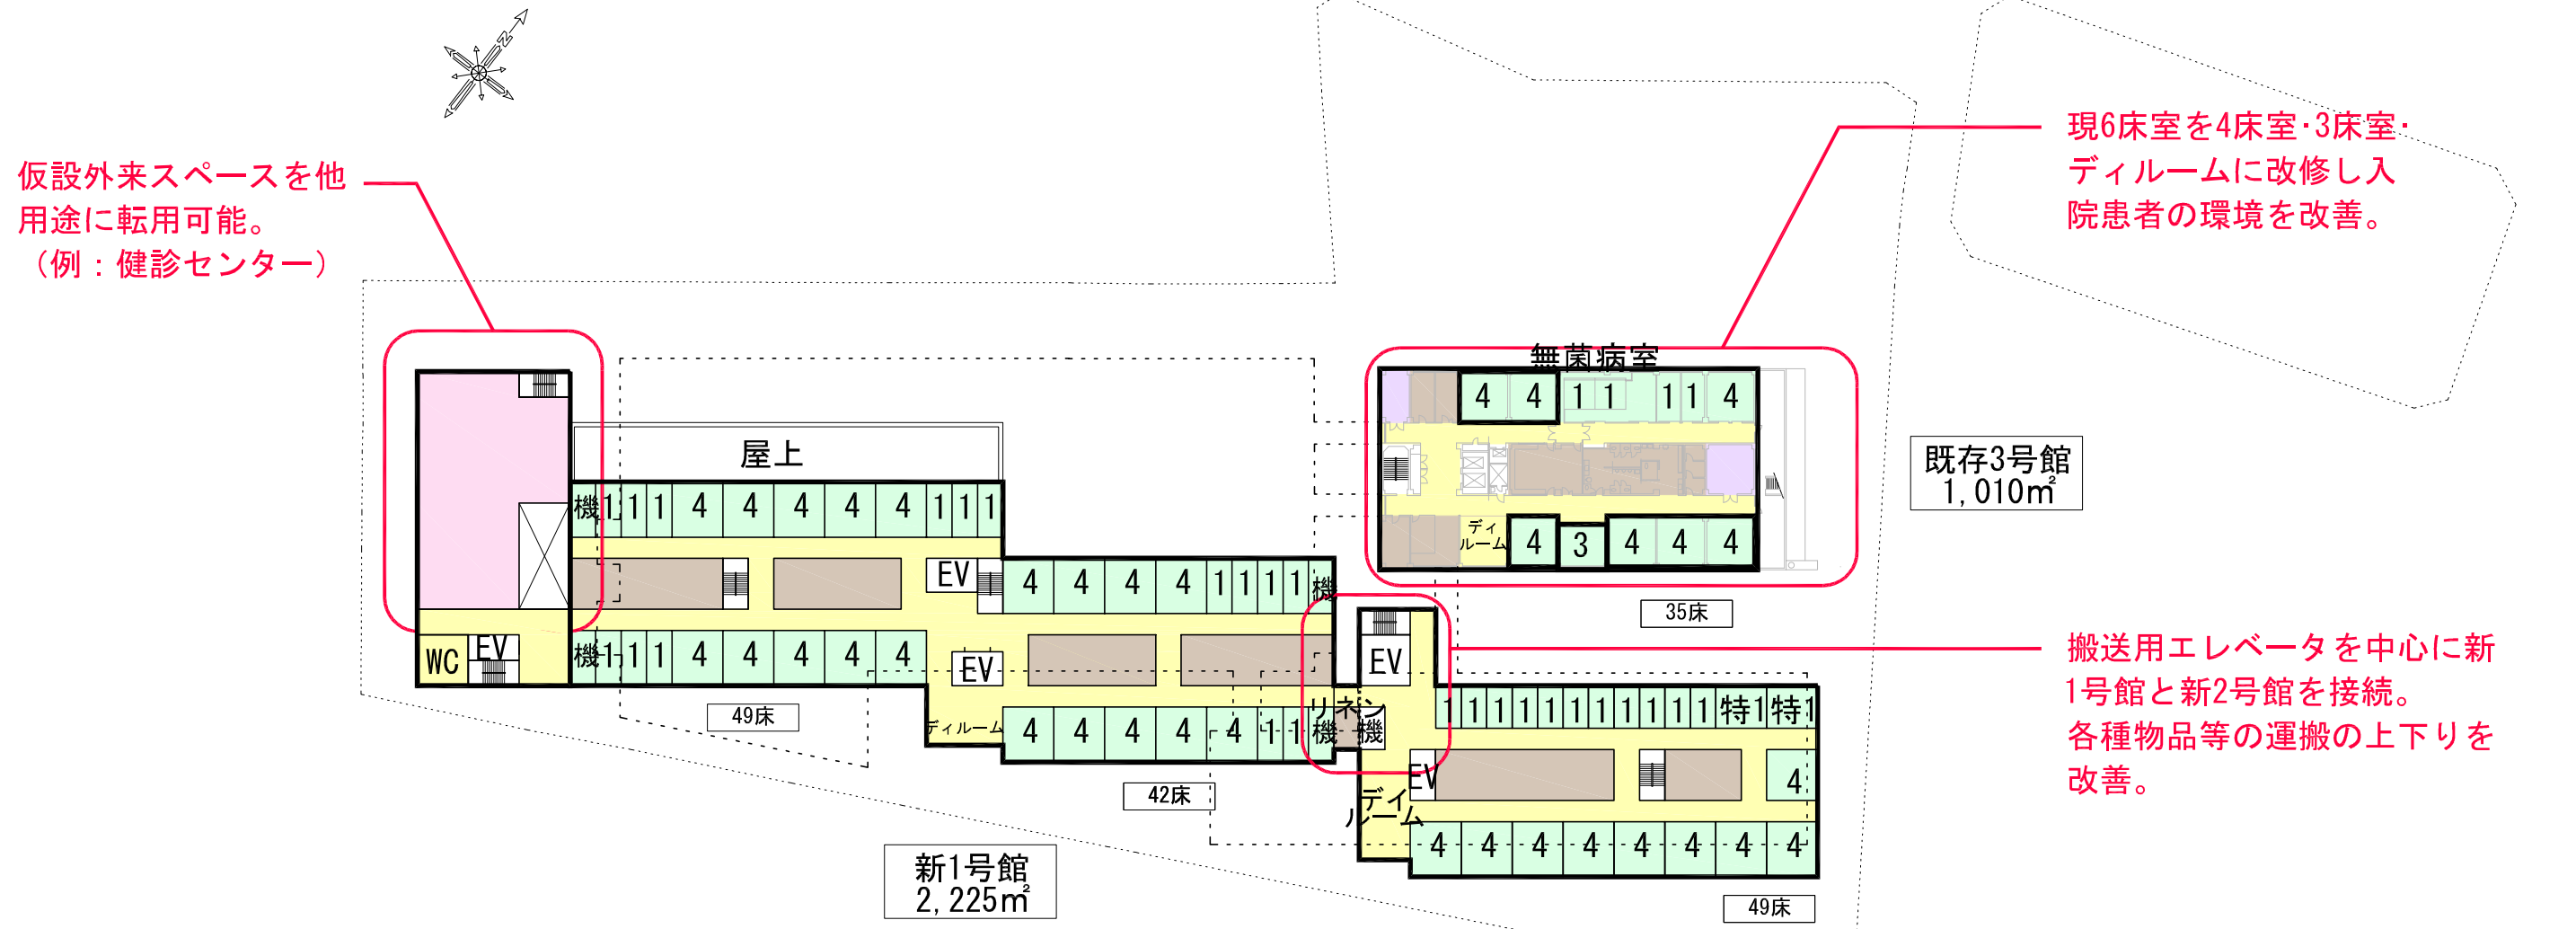 N
仮設外来スペースを他
用途に転用可能。
（例：健診センター）
現6床室を4床室･3床室･
ディルームに改修し入
院患者の環境を改善。
無菌病室
4 4 1 1 1 1 4
既存3号館
1,010㎡
屋上
機 1 1 1 4 4 4 4 4 1 1 1
ディ
ルーム
4 3 4 4 4
EV
4 4 4 4 1 1 1 1 機
35床
WC
EV
機 1 1 1 4 4 4 4 4
EV
EV
搬送用エレベータを中心に新
1号館と新2号館を接続。
各種物品等の運搬の上下りを
改善。
49床
ディルーム
4 4 4 4 4 1 1 機
リネン
機
1 1 1 1 1 1 1 1 1 1 1 特1 特1
EV
4
42床
ディ
ルーム
4 4 4 4 4 4 4 4
新1号館
2,225㎡
49床